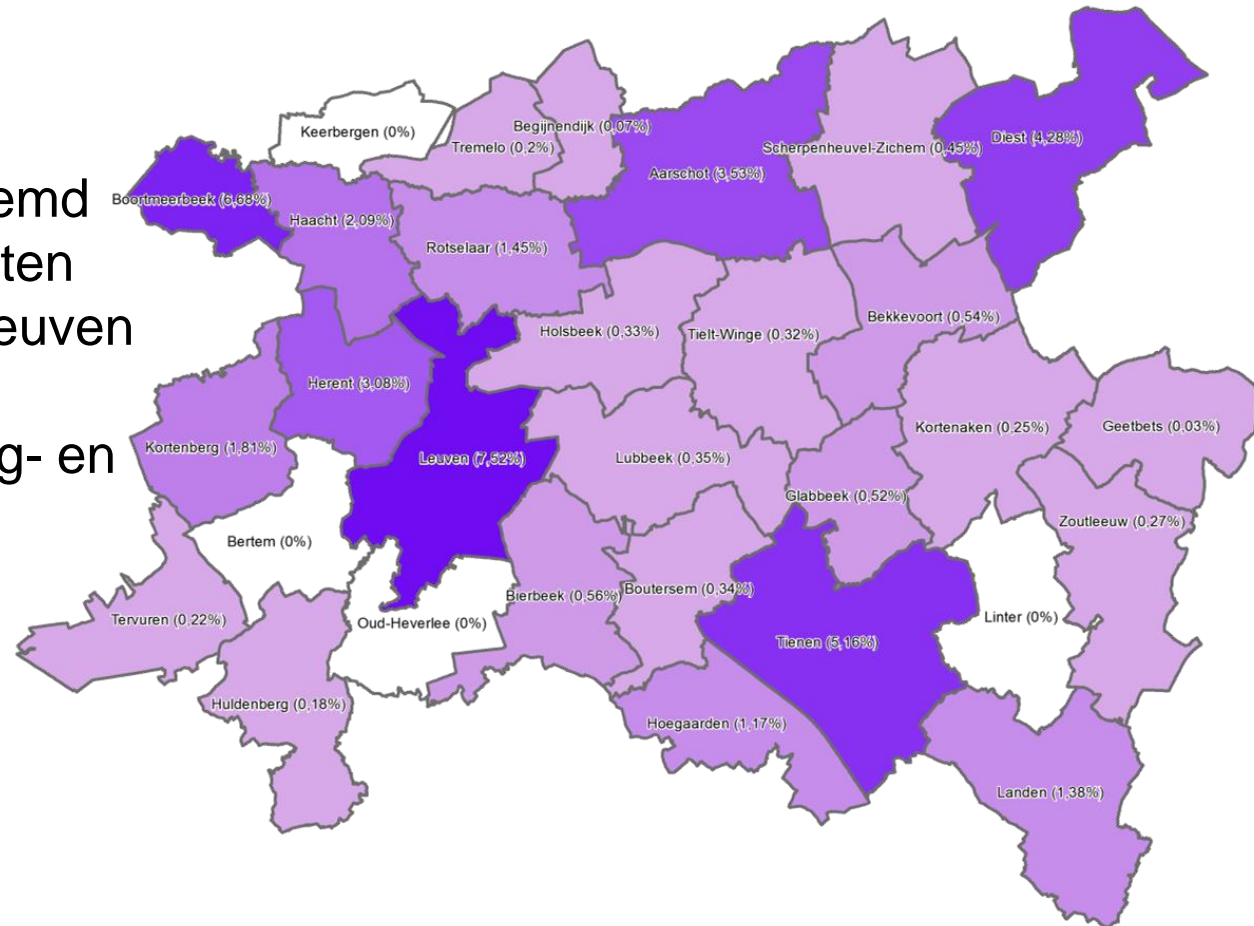 emd
ten
euven
g- en
Keerbergen (0%)
Begijnendijk (0,07%)
Tremelo (0,2%)
Diest (4,28%)
Scherpenheuvel-Zichem (0,45%)
Aarschot (3,53%)
Boortmeerbeek (6,68%)
Haacht (2,09%)
Rotselaar (1,45%)
Bekkevoort (0,54%)
Holsbeek (0,33%)
Tielt-Winge (0,32%)
Herent (3,08%)
Kortenberg (1,81%)
Leuven (7,52%)
Lubbeek (0,35%)
Kortenaken (0,25%)
Geetbets (0,03%)
Glabbeek (0,52%)
Zoutleeuw (0,27%)
Bertem (0%)
Bierbeek (0,56%)
Boutersem (0,34%)
Tervuren (0,22%)
Oud-Heverlee (0%)
Linter (0%)
Tienen (5,16%)
Huldenberg (0,18%)
Hoegaarden (1,17%)
Landen (1,38%)